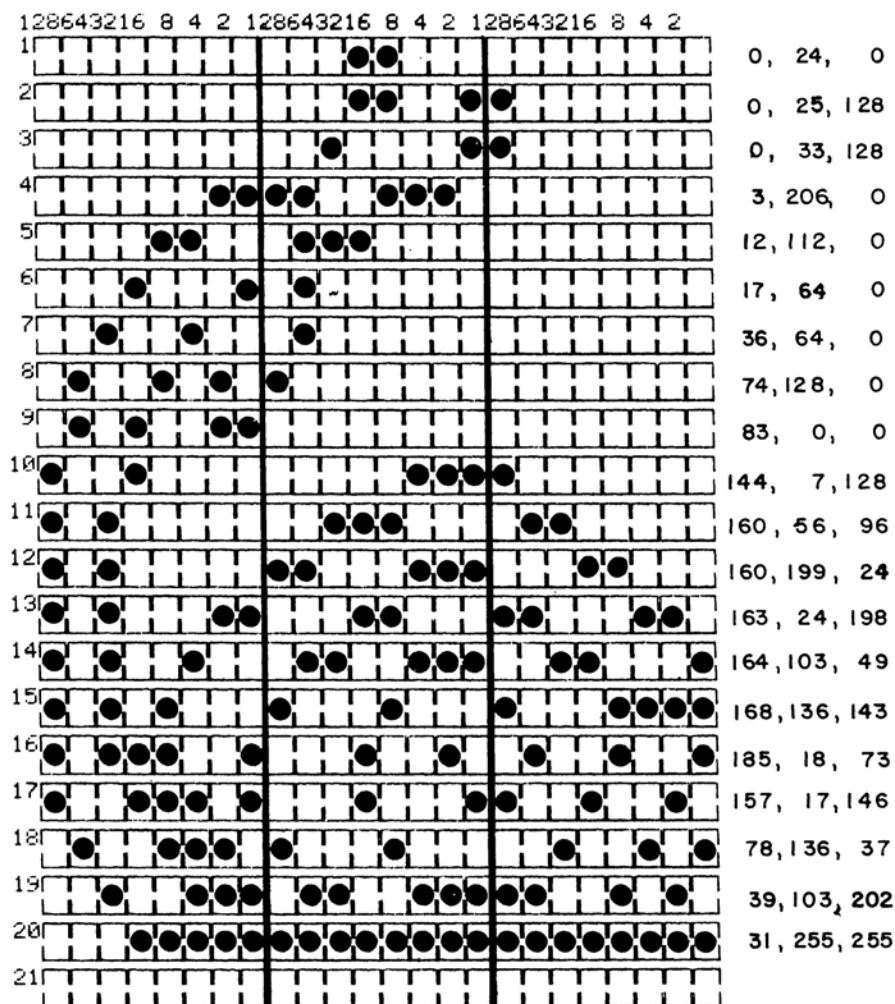 128643216 8 4 2 128643216 8 4 2 128643216 8 4 2
1 0, 24, 0
2 0, 25, 128
3 0, 33, 128
4 3, 206, 0
5 12, 112, 0
6 17, 64 0
7 36, 64, 0
8 74, 128, 0
9 83, 0, 0
10 144, 7, 128
11 160, 56, 96
12 160, 199, 24
13 163, 24, 198
14 164, 103, 49
15 168, 136, 143
16 185, 18, 73
17 157, 17, 146
18 78, 136, 37
19 39, 103, 202
20 31, 255, 255
21